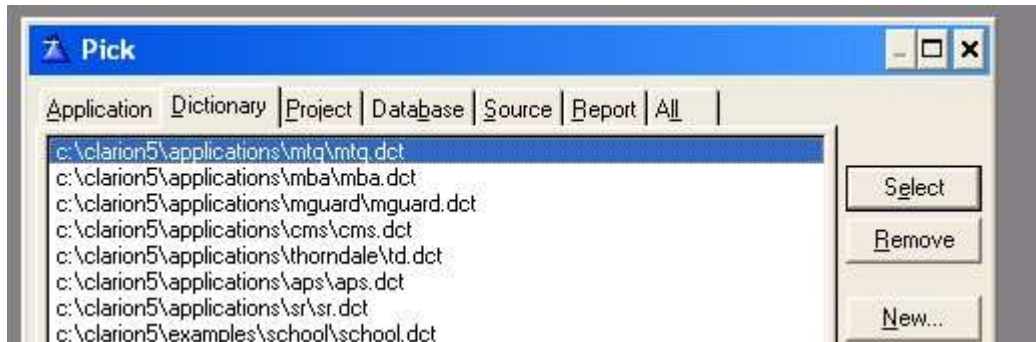 Pick
Application Dictionary Project Database Source Report All
c:\clarion5\applications\mtq\mtq.dct
c:\clarion5\applications\mba\mba.dct
c:\clarion5\applications\mguard\mguard.dct
c:\clarion5\applications\cms\cms.dct
c:\clarion5\applications\thorndale\td.dct
c:\clarion5\applications\aps\aps.dct
c:\clarion5\applications\sr\sr.dct
c:\clarion5\examples\school\school.dct
Select
Remove
New...